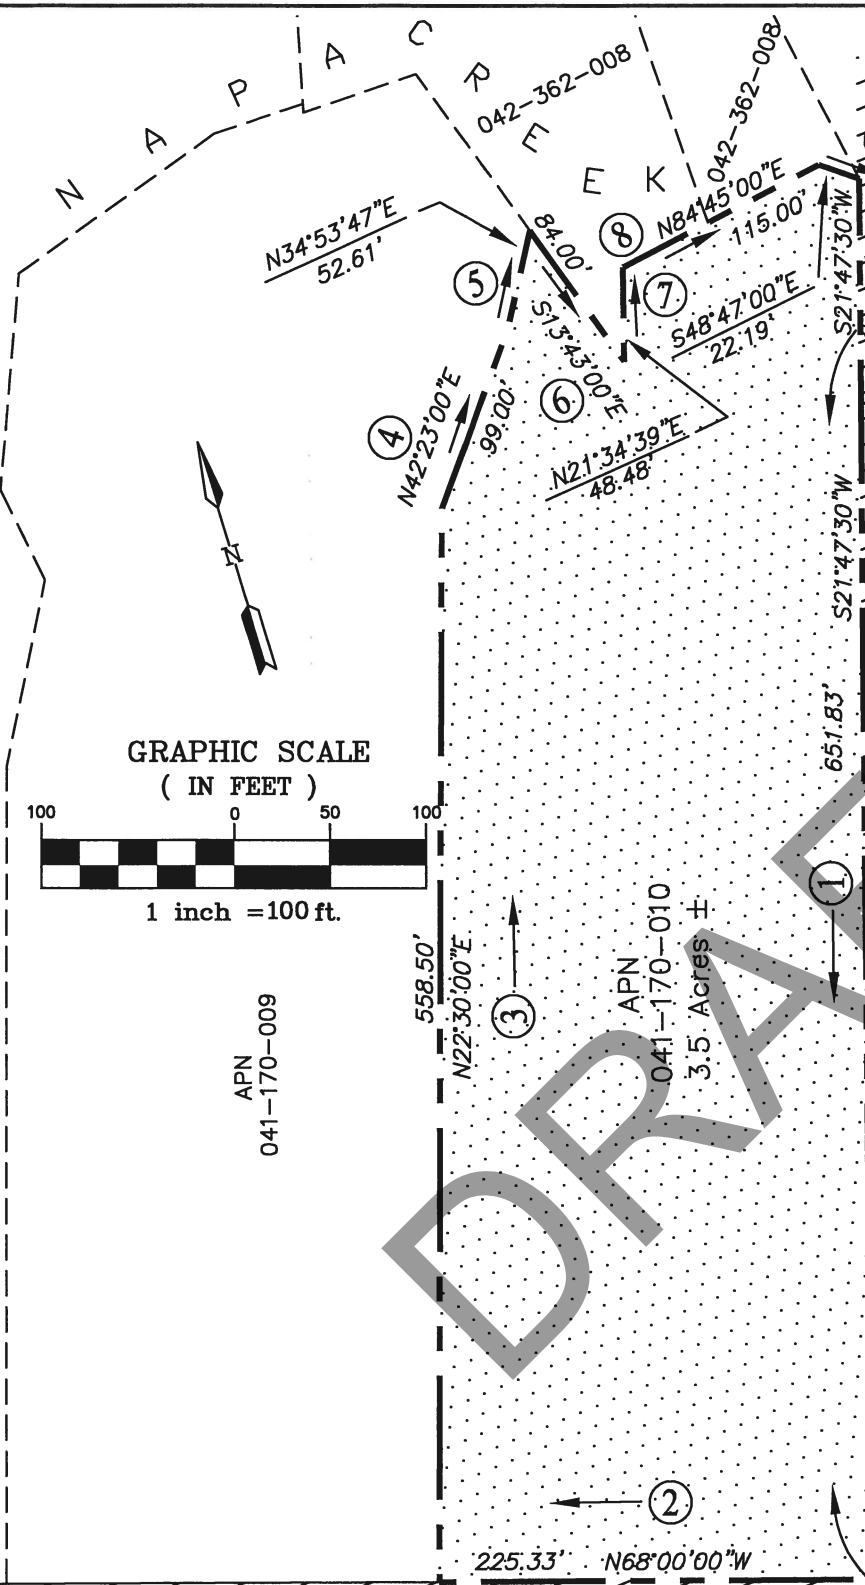 NAPA CREEK
042-362-008
042-362-008
N34°53'47"E
52.61'
84.00'
8
N84°45'00"E
115.00'
5
7
S13°43'00"E
S48°47'00"E
22.19'
S21°47'30"W
6
4
N42°23'00"E
99.00'
N21°34'39"E
48.48'
N
S21°47'30"W
651.83'
GRAPHIC SCALE
( IN FEET )
100 0 50 100
1 inch =100 ft.
1
558.50'
N22°30'00"E
3
APN
041-170-010
3.5 Acres ±
APN
041-170-009
DRA
2
225.33' N68°00'00"W